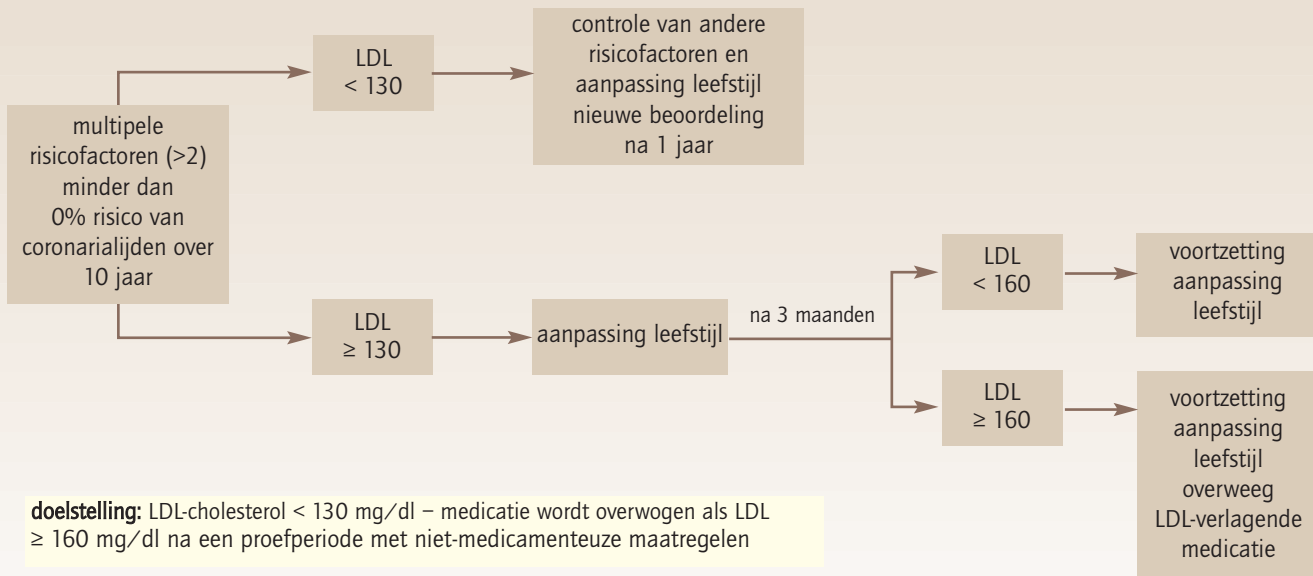 multipele
risicofactoren (>2)
minder dan
0% risico van
coronarialijden over
10 jaar
LDL
< 130
controle van andere
risicofactoren en
aanpassing leefstijl
nieuwe beoordeling
na 1 jaar
LDL
≥ 130
aanpassing leefstijl
na 3 maanden
LDL
< 160
voortzetting
aanpassing
leefstijl
LDL
≥ 160
voortzetting
aanpassing
leefstijl
overweeg
LDL-verlagende
medicatie
doelstelling: LDL-cholesterol < 130 mg/dl – medicatie wordt overwogen als LDL
≥ 160 mg/dl na een proefperiode met niet-medicamenteuze maatregelen